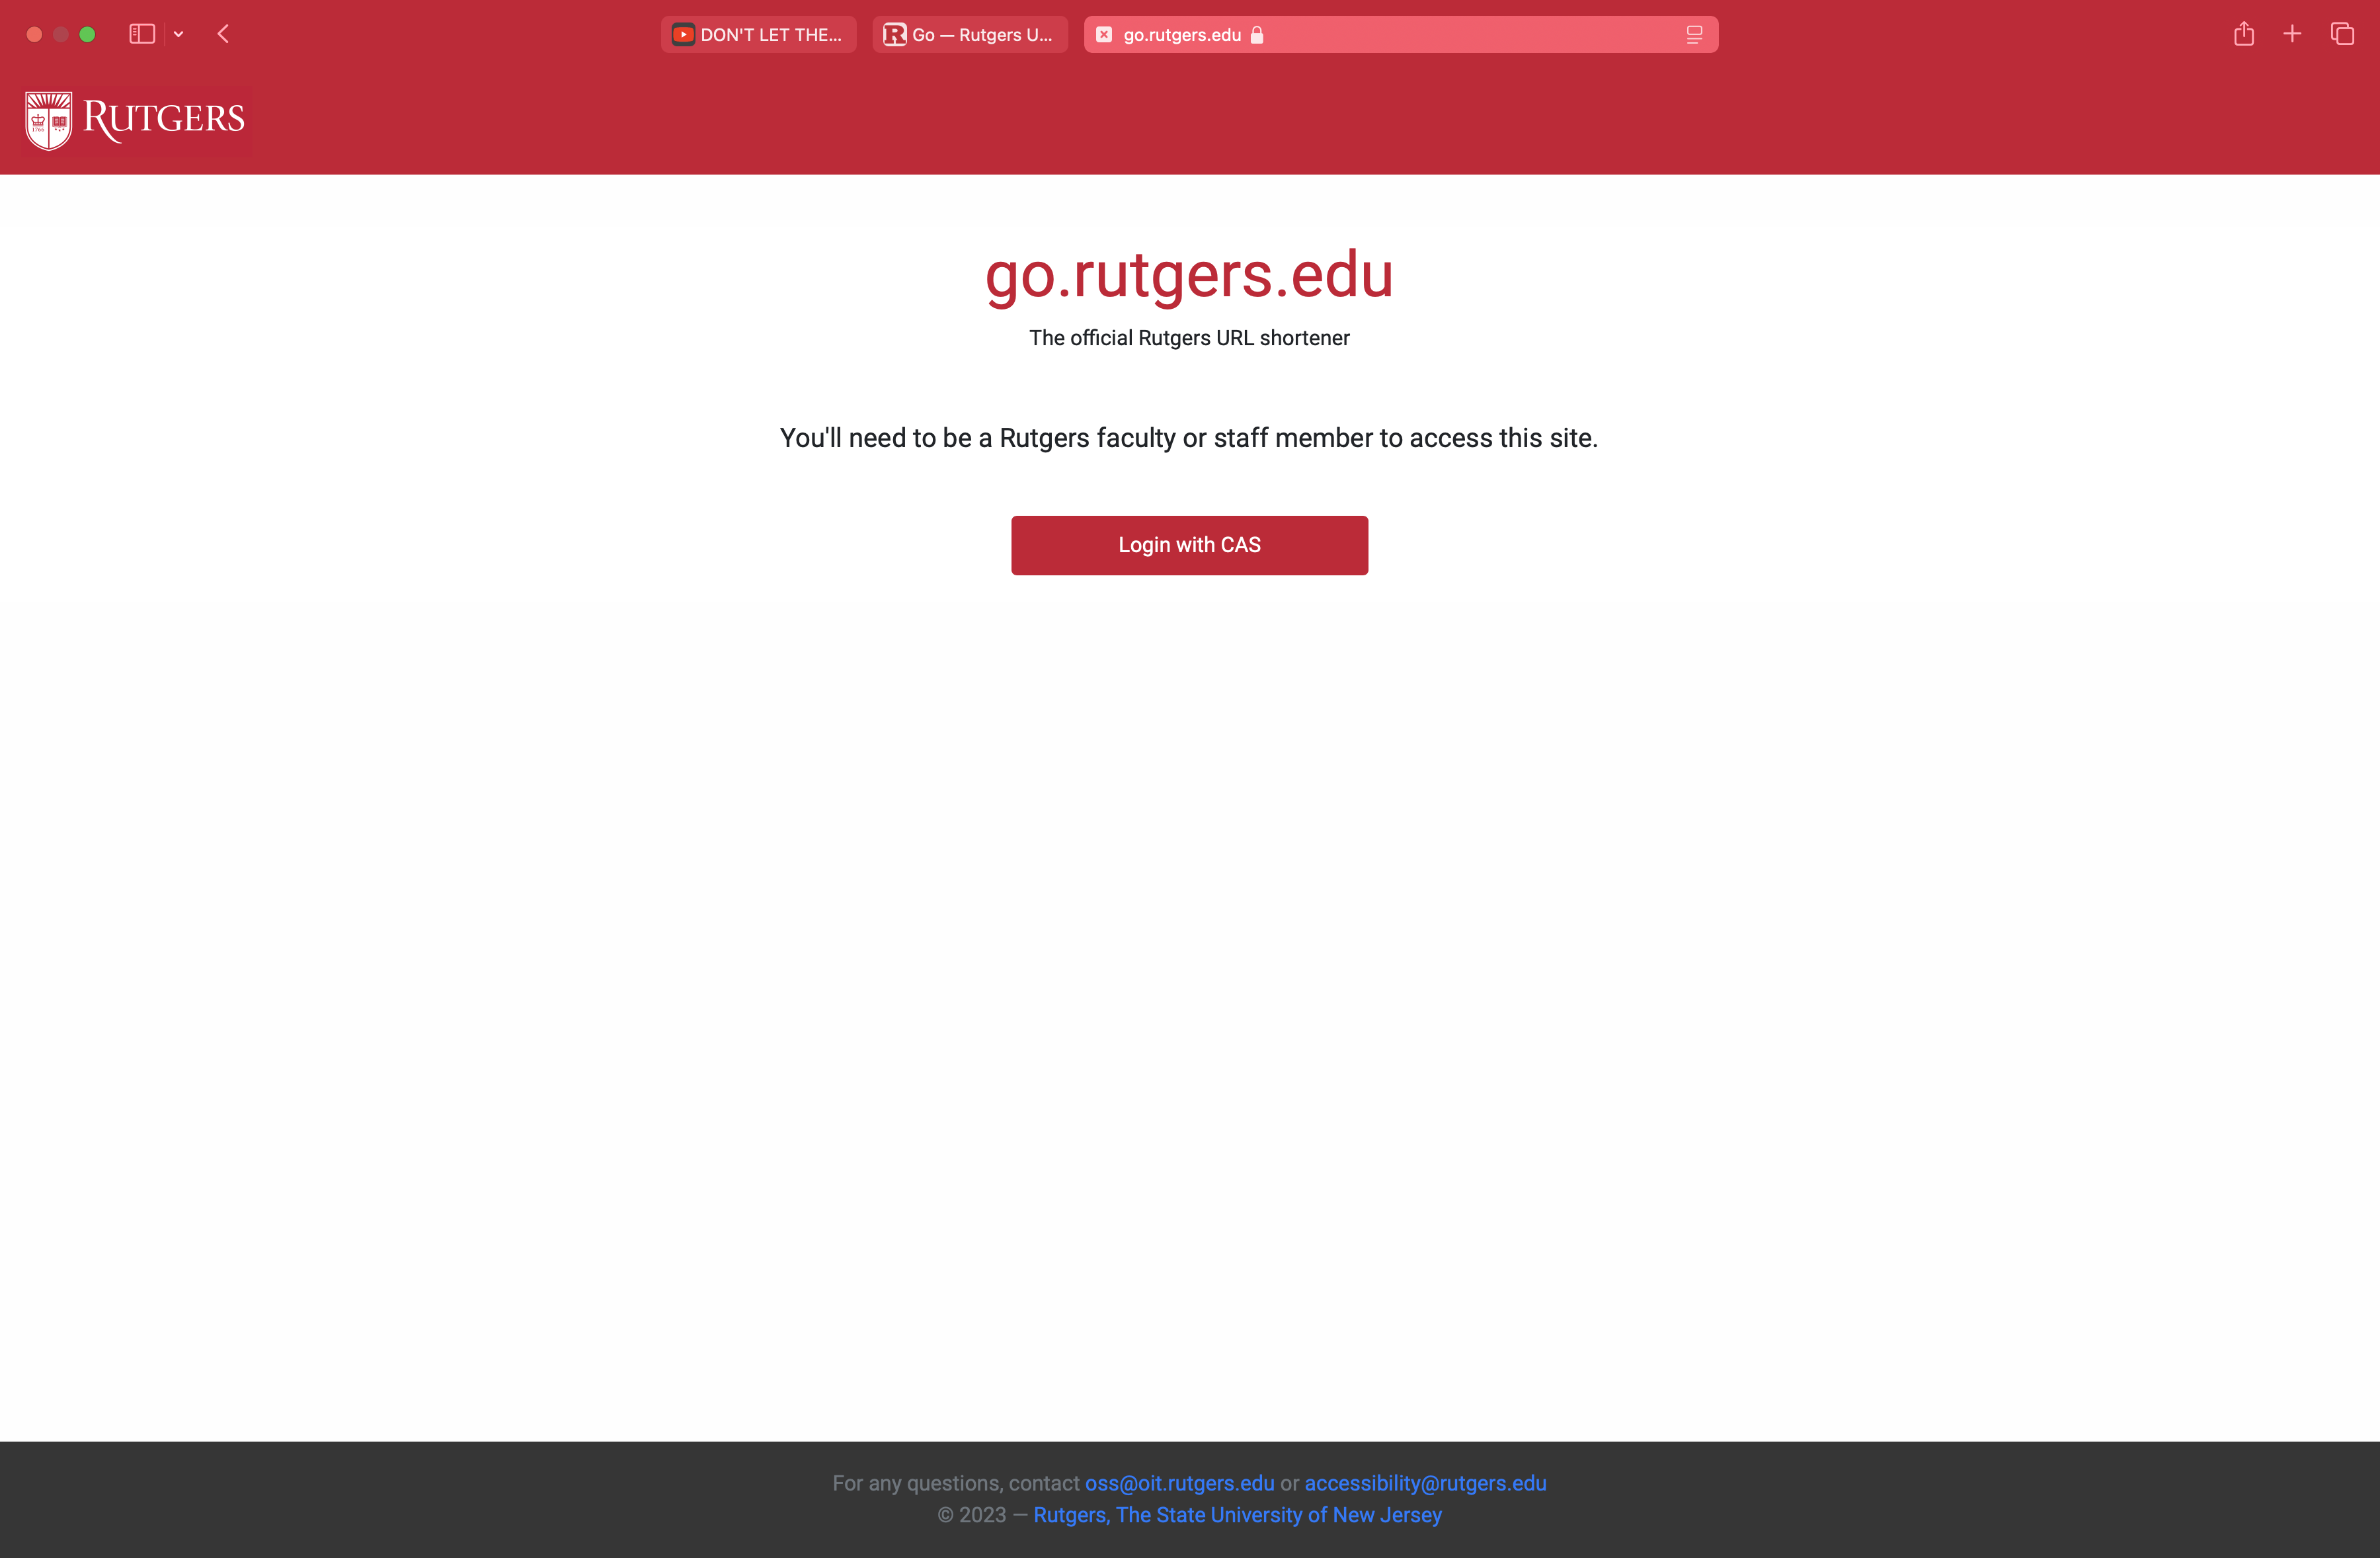 DON'T LET THE...
Go — Rutgers U...
go.rutgers.edu
1766
RUTGERS
go.rutgers.edu
The official Rutgers URL shortener
You'll need to be a Rutgers faculty or staff member to access this site.
Login with CAS
For any questions, contact oss@oit.rutgers.edu or accessibility@rutgers.edu
© 2023 — Rutgers, The State University of New Jersey